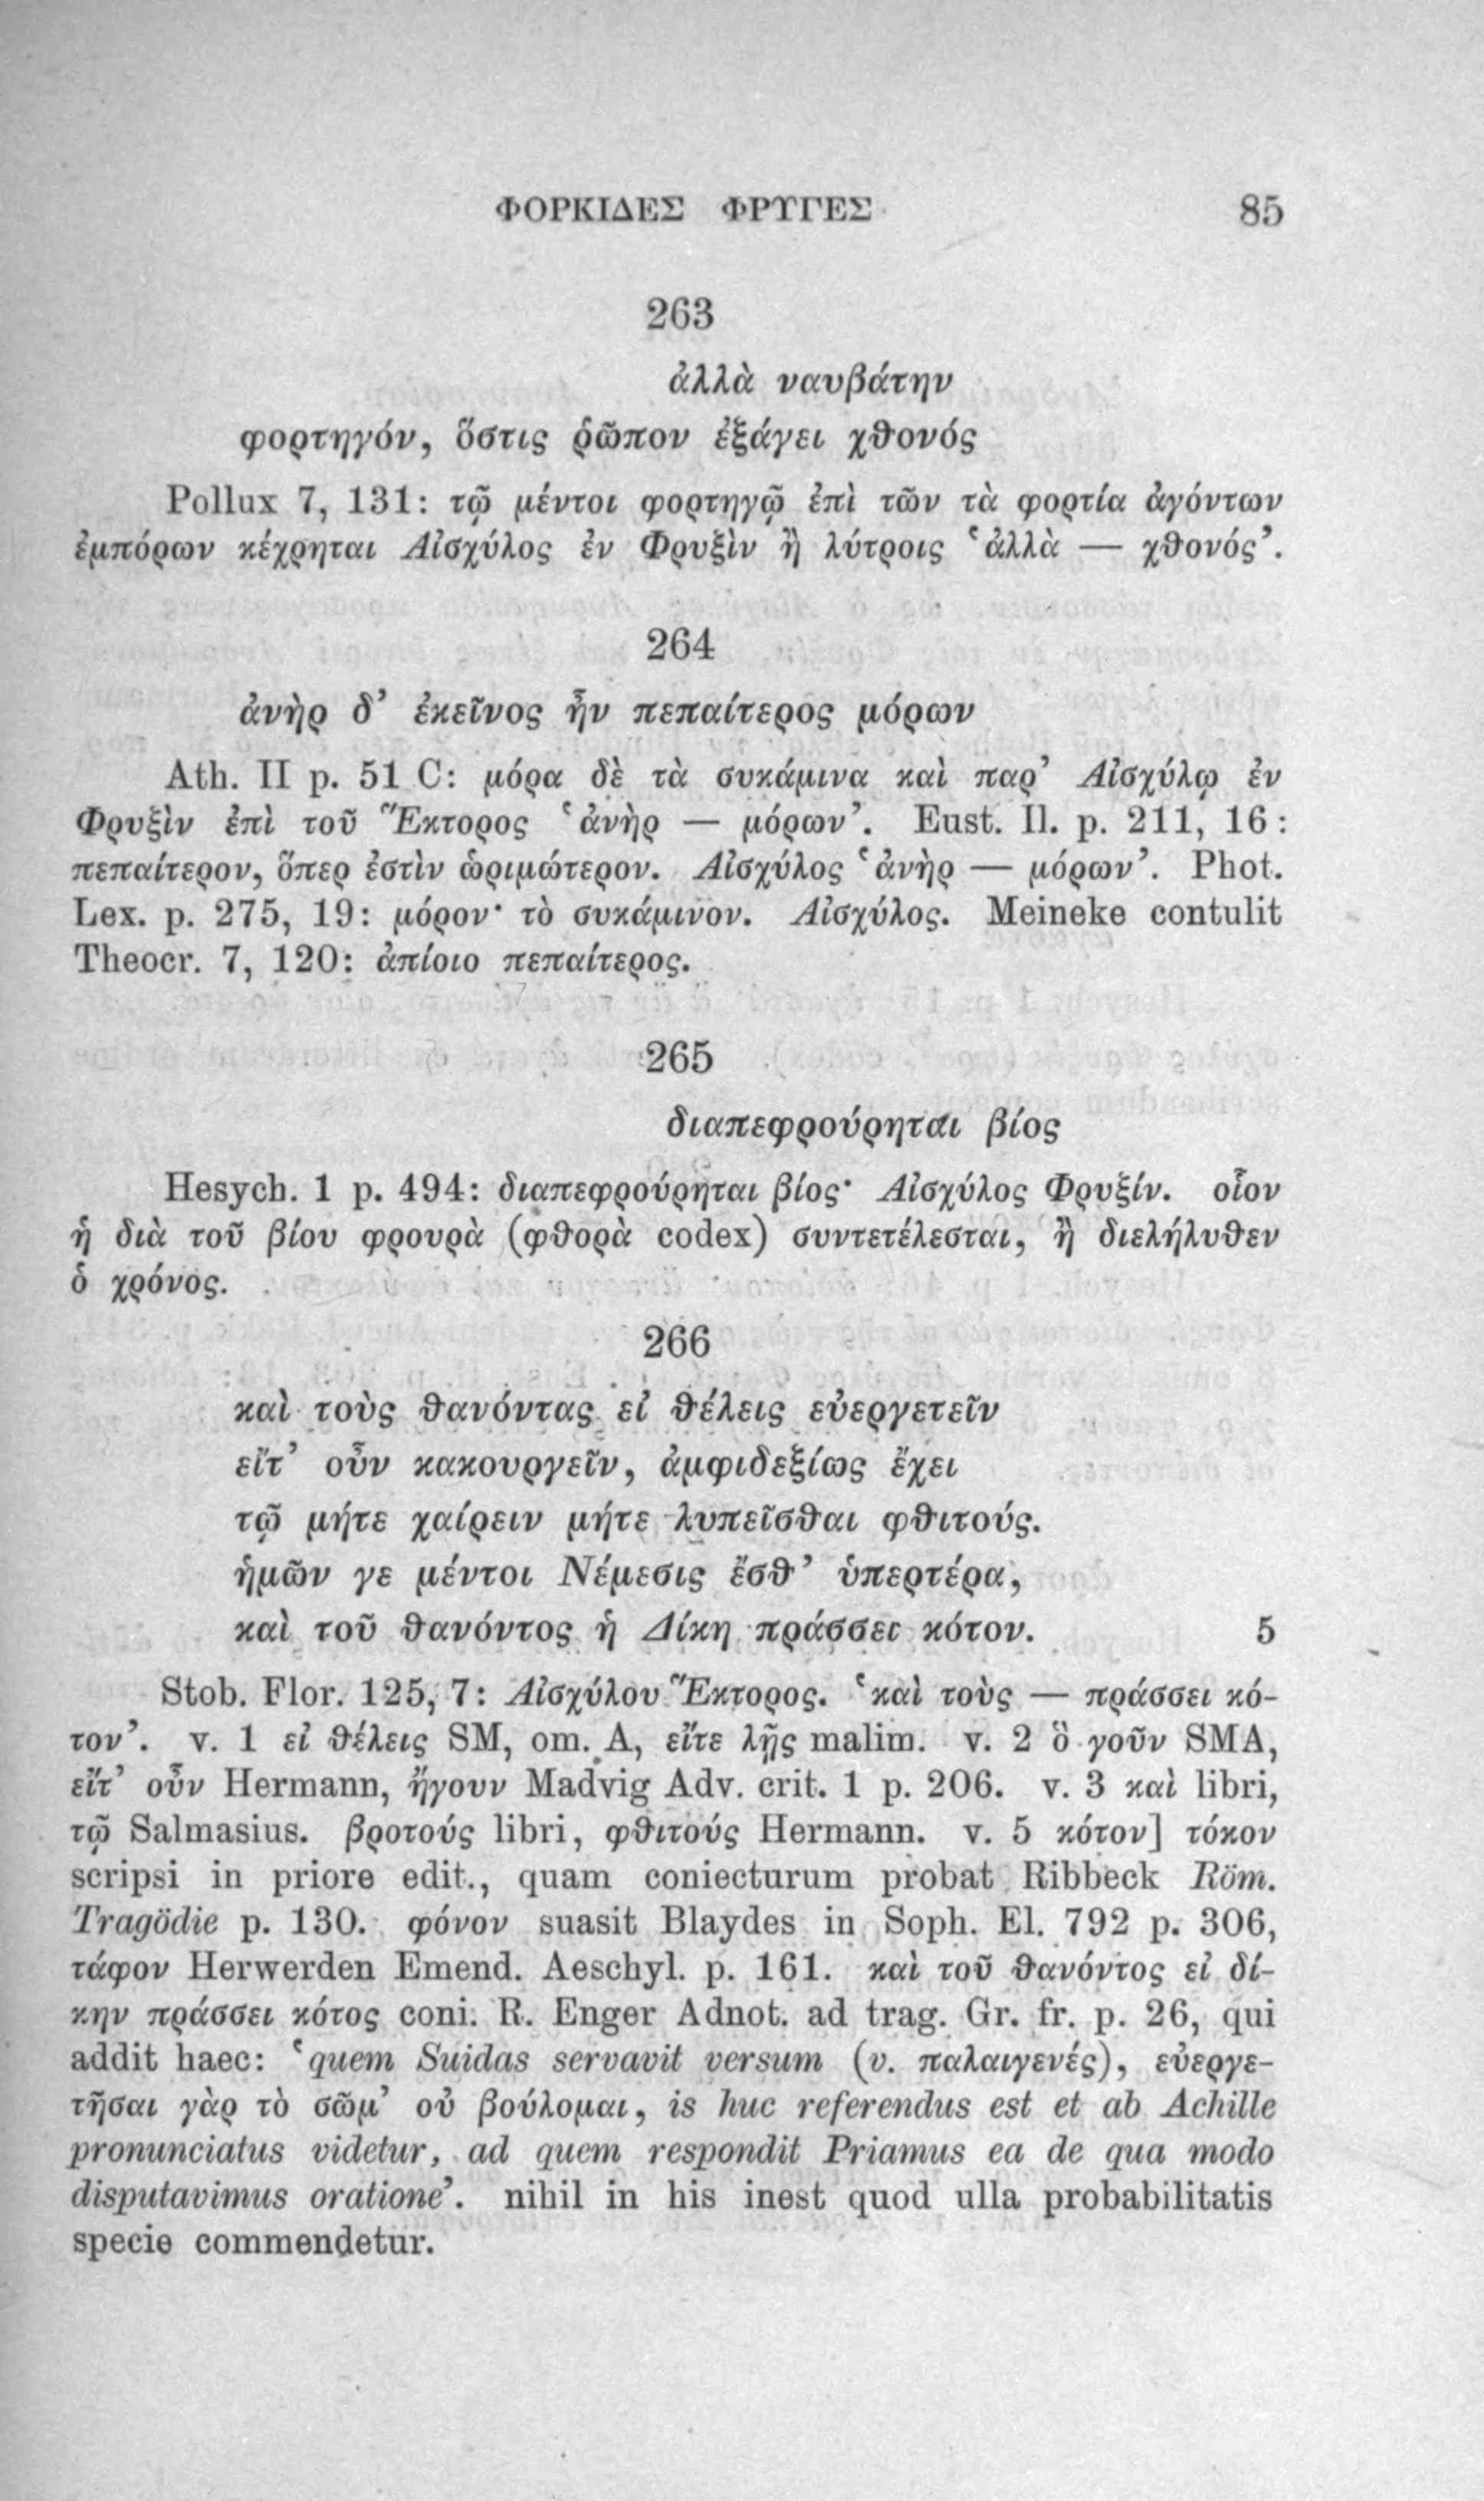 ΦΟΡΚΙΔΕΣ ΦΡΥΓΕΣ 85
263
ἀλλὰ ναυβάτην
φορτηγόν, ὅστις ῥῶπον ἐξάγει χθονός
Pollux 7, 131: τῷ μέντοι φορτηγῷ ἐπὶ τῶν τὰ φορτία ἀγόντων
ἐμπόρων κέχρηται Αἰσχύλος ἐν Φρυξὶν ἢ λύτροις ‘ἀλλὰ — χθονός’.
264
ἀνὴρ δ’ ἐκεῖνος ἦν πεπαίτερος μόρων
Ath. II p. 51 C: μόρα δὲ τὰ συκάμινα καὶ παρ’ Αἰσχύλῳ ἐν
Φρυξὶν ἐπὶ τοῦ Ἕκτορος ‘ἀνὴρ — μόρων’. Eust. Il. p. 211, 16:
πεπαίτερον, ὅπερ ἐστὶν ὡριμώτερον. Αἰσχύλος ‘ἀνὴρ — μόρων’. Phot.
Lex. p. 275, 19: μόρον· τὸ συκάμινον. Αἰσχύλος. Meineke contulit
Theocr. 7, 120: ἀπίοιο πεπαίτερος.
265
διαπεφρούρηται βίος
Hesych. 1 p. 494: διαπεφρούρηται βίος· Αἰσχύλος Φρυξίν. οἷον
ἡ διὰ τοῦ βίου φρουρὰ (φθορὰ codex) συντετέλεσται, ἢ διελήλυθεν
ὁ χρόνος.
266
καὶ τοὺς θανόντας εἰ θέλεις εὐεργετεῖν
εἴτ’ οὖν κακουργεῖν, ἀμφιδεξίως ἔχει
τῷ μήτε χαίρειν μήτε λυπεῖσθαι φθιτούς.
ἡμῶν γε μέντοι Νέμεσις ἔσθ’ ὑπερτέρα,
καὶ τοῦ θανόντος ἡ Δίκη πράσσει κότον. 5
Stob. Flor. 125, 7: Αἰσχύλου Ἕκτορος. ‘καὶ τοὺς — πράσσει κό-
τον’. v. 1 εἰ θέλεις SM, om. A, εἴτε λῇς malim. v. 2 ὃ γοῦν SMA,
εἴτ’ οὖν Hermann, ἤγουν Madvig Adv. crit. 1 p. 206. v. 3 καὶ libri,
τῷ Salmasius. βροτούς libri, φθιτούς Hermann. v. 5 κότον] τόκον
scripsi in priore edit., quam coniecturum probat Ribbeck Röm.
Tragödie p. 130. φόνον suasit Blaydes in Soph. El. 792 p. 306,
τάφον Herwerden Emend. Aeschyl. p. 161. καὶ τοῦ θανόντος εἰ δί-
κην πράσσει κότος coni. R. Enger Adnot. ad trag. Gr. fr. p. 26, qui
addit haec: ‘quem Suidas servavit versum (v. παλαιγενές), εὐεργε-
τῆσαι γὰρ τὸ σῶμ’ οὐ βούλομαι, is huc referendus est et ab Achille
pronunciatus videtur, ad quem respondit Priamus ea de qua modo
disputavimus oratione’. nihil in his inest quod ulla probabilitatis
specie commendetur.